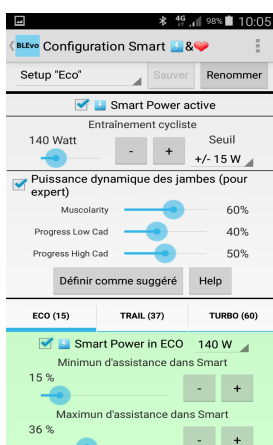 4G 98% 10:05
BLEvo Configuration Smart &
Setup "Eco" Sauver Renommer
Smart Power active
Entraînement cycliste
140 Watt - + Seuil
+/- 15 W
Puissance dynamique des jambes (pour
expert)
Muscolarity 60%
Progress Low Cad 40%
Progress High Cad 50%
Définir comme suggéré Help
ECO (15) TRAIL (37) TURBO (60)
Smart Power in ECO 140 W
Minimun d'assistance dans Smart
15 % - +
Maximun d'assistance dans Smart
36 % - +